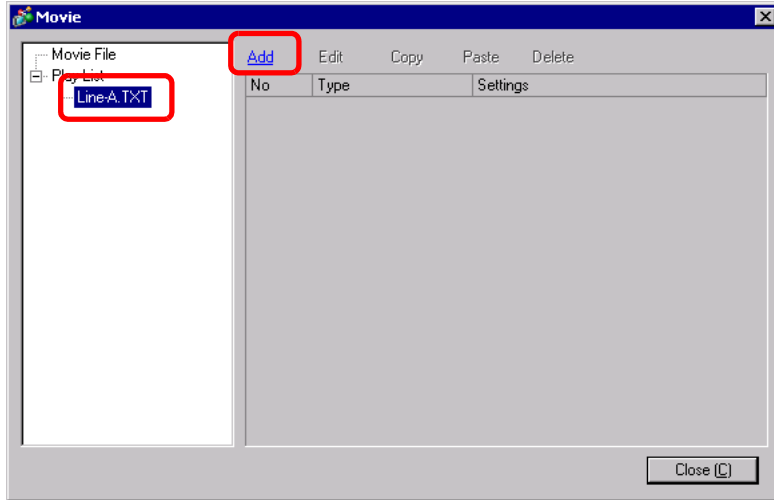 Movie
Movie File
Play List
Line-A.TXT
Add Edit Copy Paste Delete
No Type Settings
Close (C)